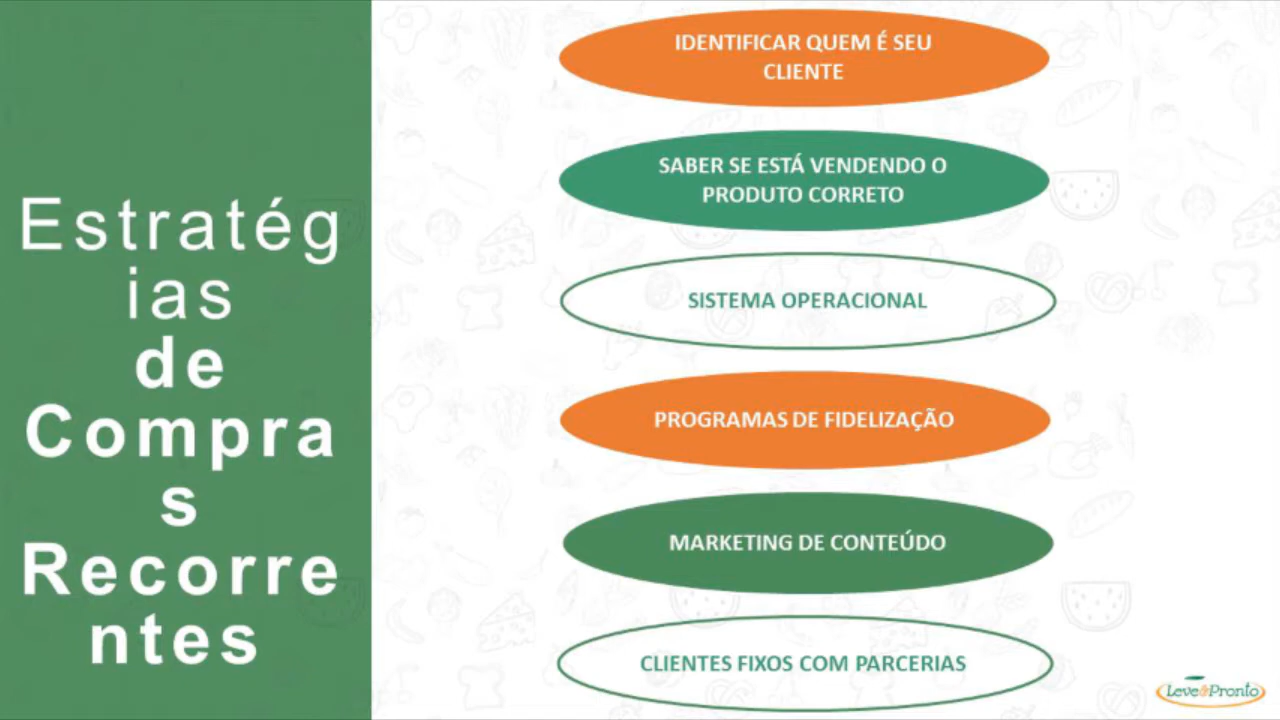 Estratég
ias
de
Compra
s
Recorre
ntes
IDENTIFICAR QUEM É SEU
CLIENTE
SABER SE ESTÁ VENDENDO O
PRODUTO CORRETO
SISTEMA OPERACIONAL
PROGRAMAS DE FIDELIZAÇÃO
MARKETING DE CONTEÚDO
CLIENTES FIXOS COM PARCERIAS
Leve&Pronto